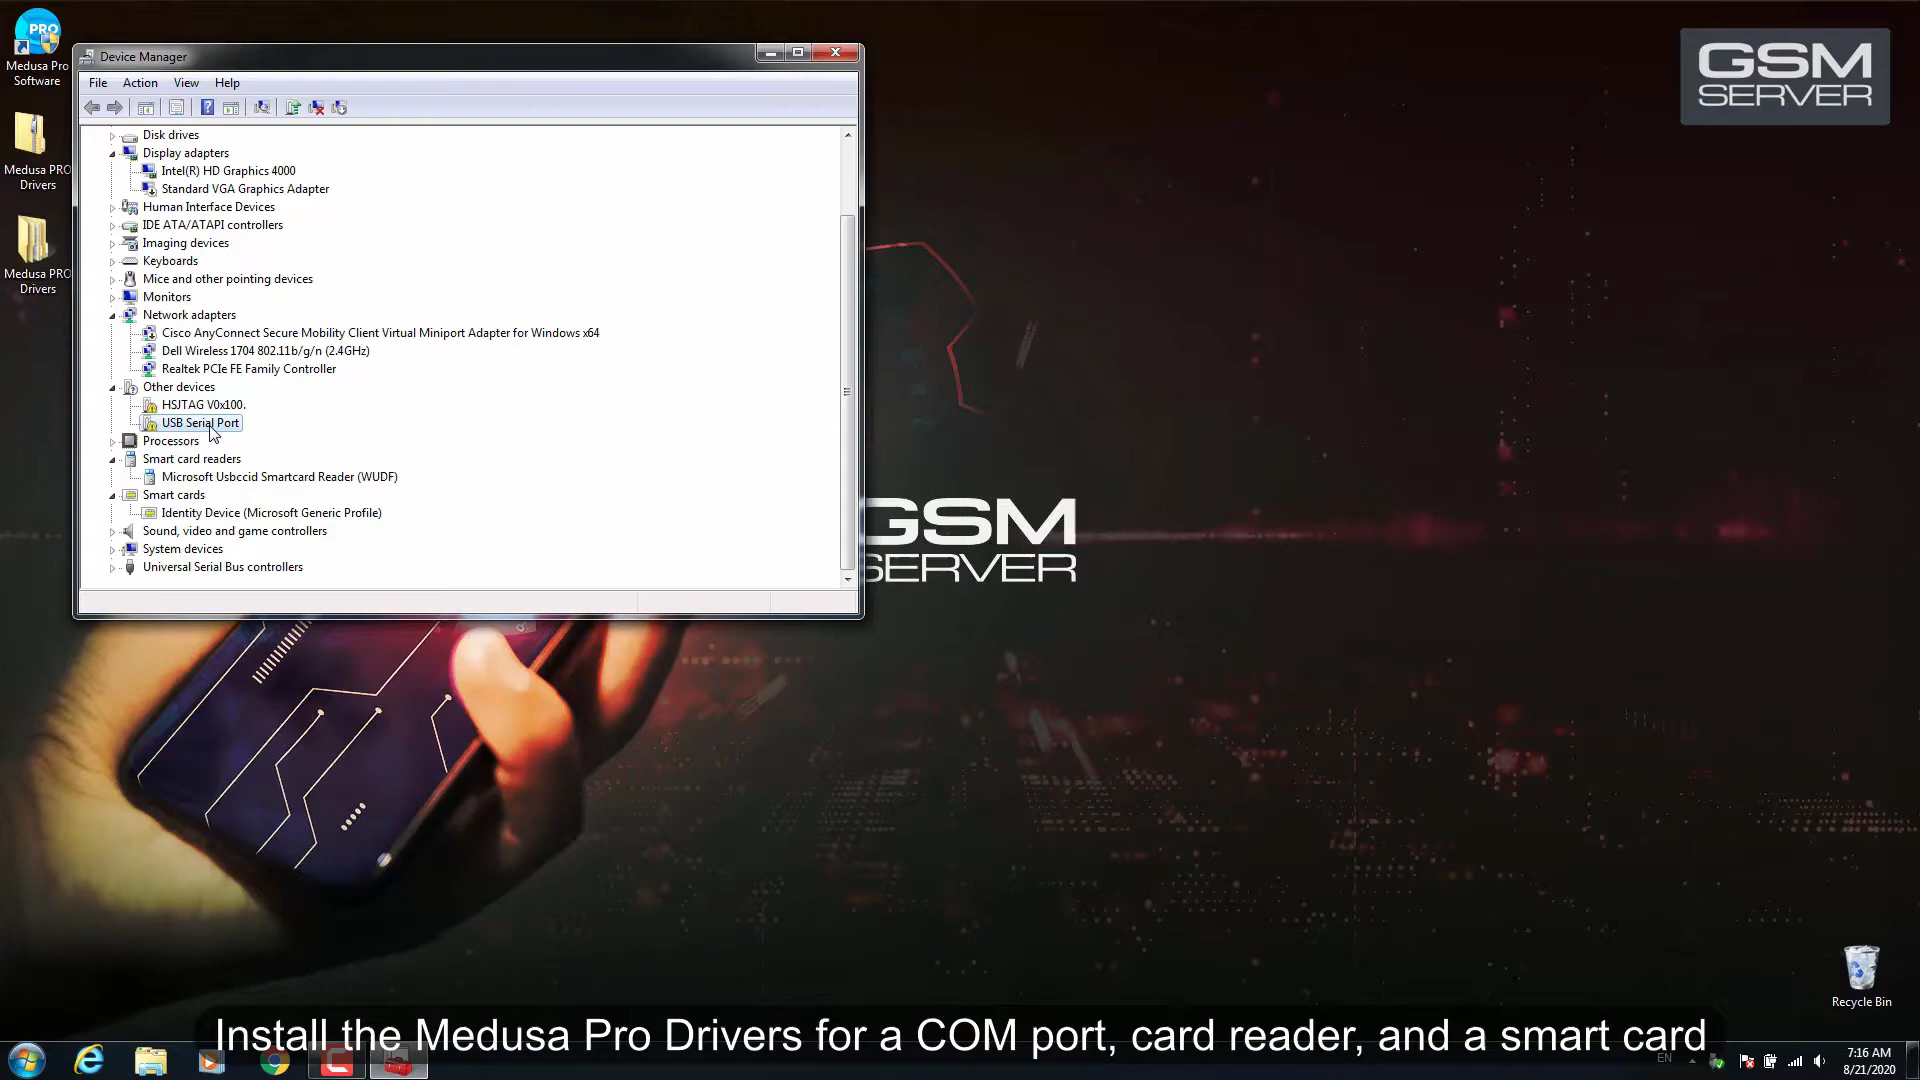 PRO
Medusa Pro
Software
Medusa PRO
Drivers
Medusa PRO
Drivers
Device Manager
File Action View Help
Disk drives
Display adapters
Intel(R) HD Graphics 4000
Standard VGA Graphics Adapter
Human Interface Devices
IDE ATA/ATAPI controllers
Imaging devices
Keyboards
Mice and other pointing devices
Monitors
Network adapters
Cisco AnyConnect Secure Mobility Client Virtual Miniport Adapter for Windows x64
Dell Wireless 1704 802.11b/g/n (2.4GHz)
Realtek PCIe FE Family Controller
Other devices
HSJTAG V0x100.
USB Serial Port
Processors
Smart card readers
Microsoft Usbccid Smartcard Reader (WUDF)
Smart cards
Identity Device (Microsoft Generic Profile)
Sound, video and game controllers
System devices
Universal Serial Bus controllers
GSM
SERVER
GSM
SERVER
Recycle Bin
Install the Medusa Pro Drivers for a COM port, card reader, and a smart card
EN
7:16 AM
8/21/2020